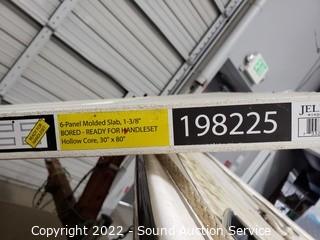 6-Panel Molded Slab, 1-3/8"
BORED - READY FOR HANDLESET
Hollow Core, 30" x 80"
198225
JEL
Copyright 2022 - Sound Auction Service